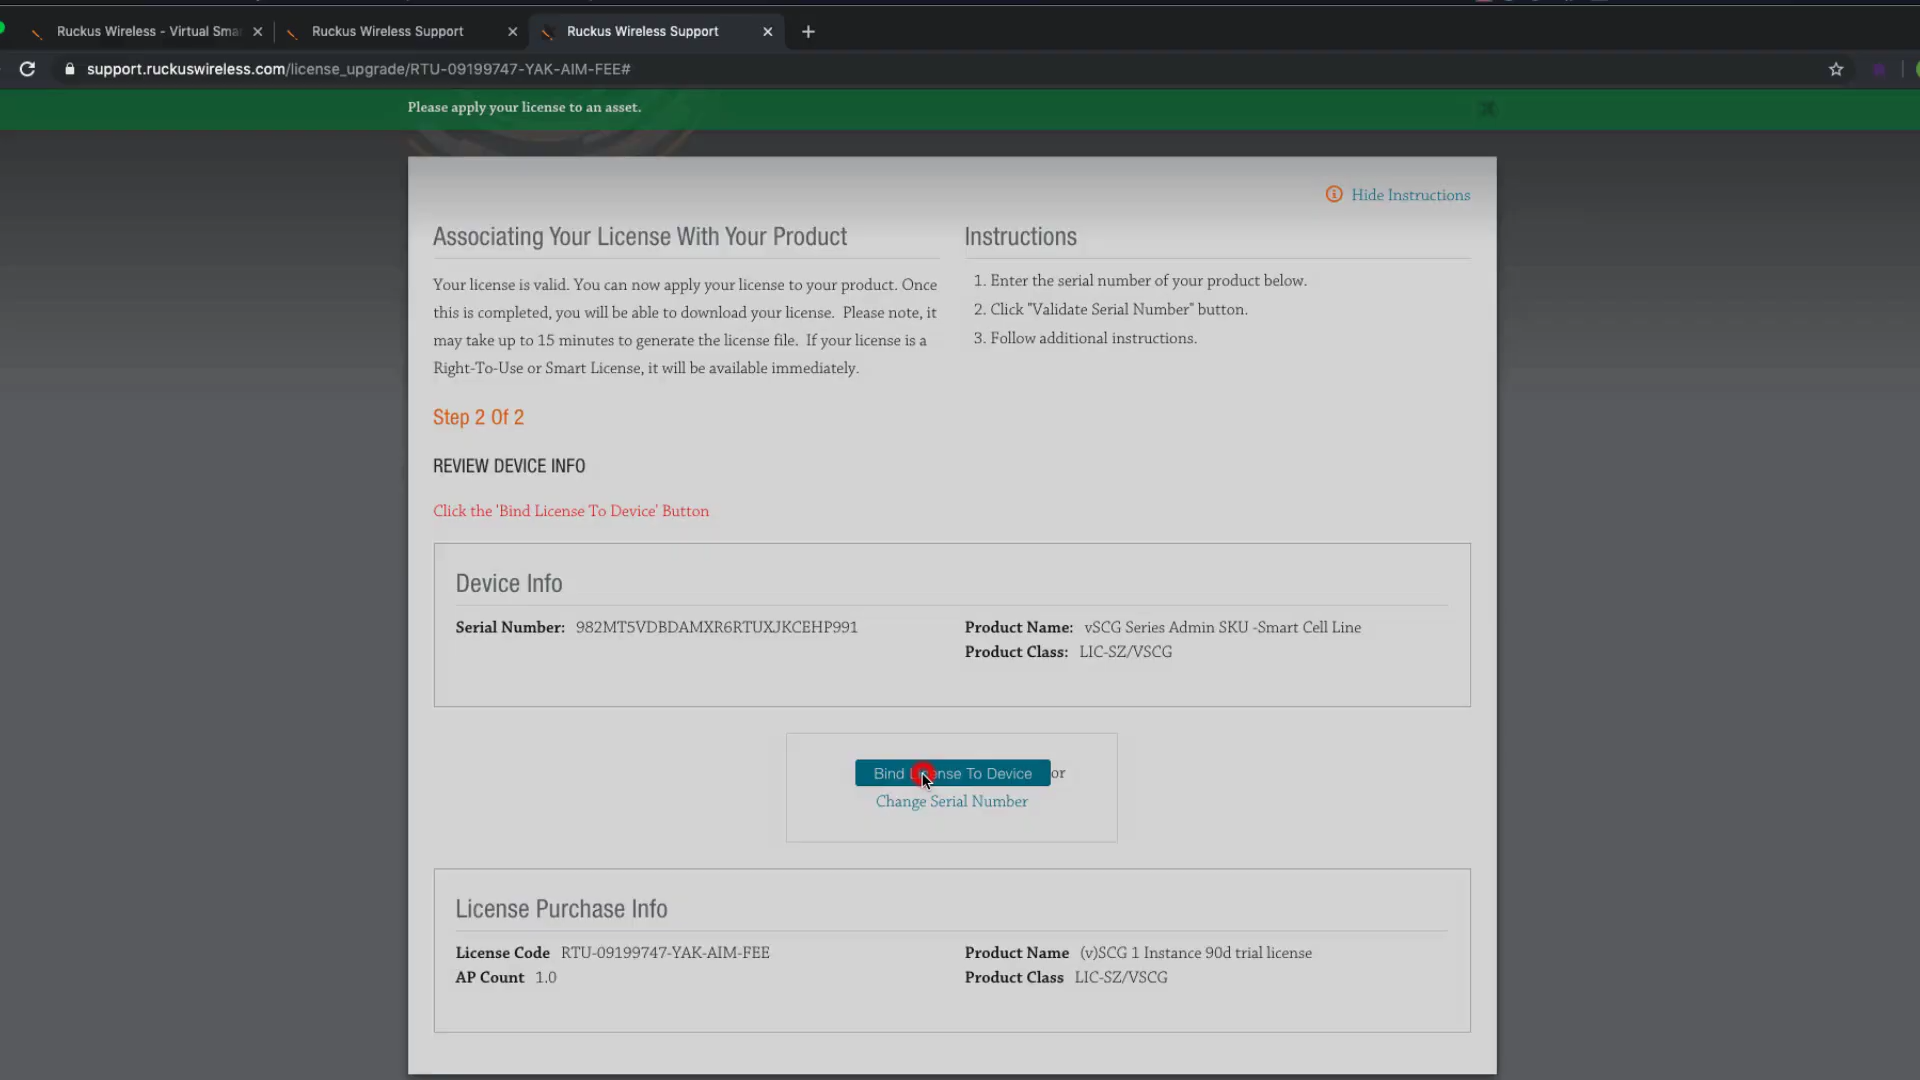 Ruckus Wireless - Virtual Sma
Ruckus Wireless Support
Ruckus Wireless Support
support.ruckuswireless.com/license_upgrade/RTU-09199747-YAK-AIM-FEE#
Please apply your license to an asset.
Hide Instructions
Associating Your License With Your Product
Your license is valid. You can now apply your license to your product. Once
this is completed, you will be able to download your license. Please note, it
may take up to 15 minutes to generate the license file. If your license is a
Right-To-Use or Smart License, it will be available immediately.
Instructions
1. Enter the serial number of your product below.
2. Click "Validate Serial Number" button.
3. Follow additional instructions.
Step 2 Of 2
REVIEW DEVICE INFO
Click the 'Bind License To Device' Button
Device Info
Serial Number: 982MT5VDBDAMXR6RTUXJKCEHP991
Product Name: vSCG Series Admin SKU -Smart Cell Line
Product Class: LIC-SZ/VSCG
Bind License To Device or
Change Serial Number
License Purchase Info
License Code RTU-09199747-YAK-AIM-FEE
AP Count 1.0
Product Name (v)SCG 1 Instance 90d trial license
Product Class LIC-SZ/VSCG